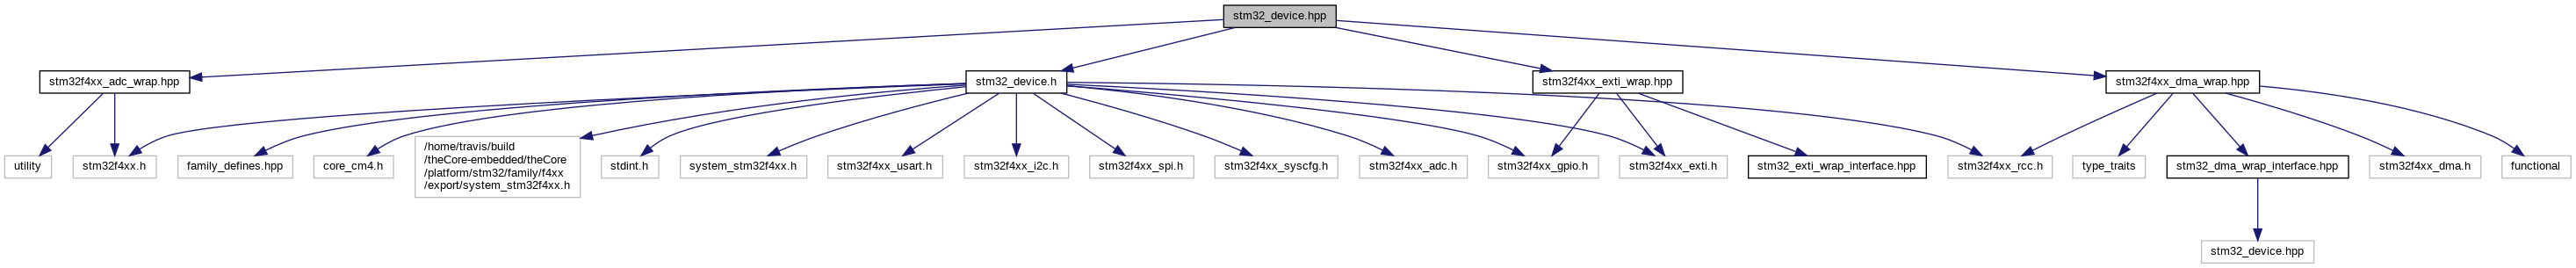 stm32_device.hpp
stm32f4xx_adc_wrap.hpp
stm32_device.h
stm32f4xx_exti_wrap.hpp
stm32f4xx_dma_wrap.hpp
utility
stm32f4xx.h
family_defines.hpp
core_cm4.h
/home/travis/build
/theCore-embedded/theCore
/platform/stm32/family/f4xx
/export/system_stm32f4xx.h
stdint.h
system_stm32f4xx.h
stm32f4xx_usart.h
stm32f4xx_i2c.h
stm32f4xx_spi.h
stm32f4xx_syscfg.h
stm32f4xx_adc.h
stm32f4xx_gpio.h
stm32f4xx_exti.h
stm32_exti_wrap_interface.hpp
stm32f4xx_rcc.h
type_traits
stm32_dma_wrap_interface.hpp
stm32f4xx_dma.h
functional
stm32_device.hpp